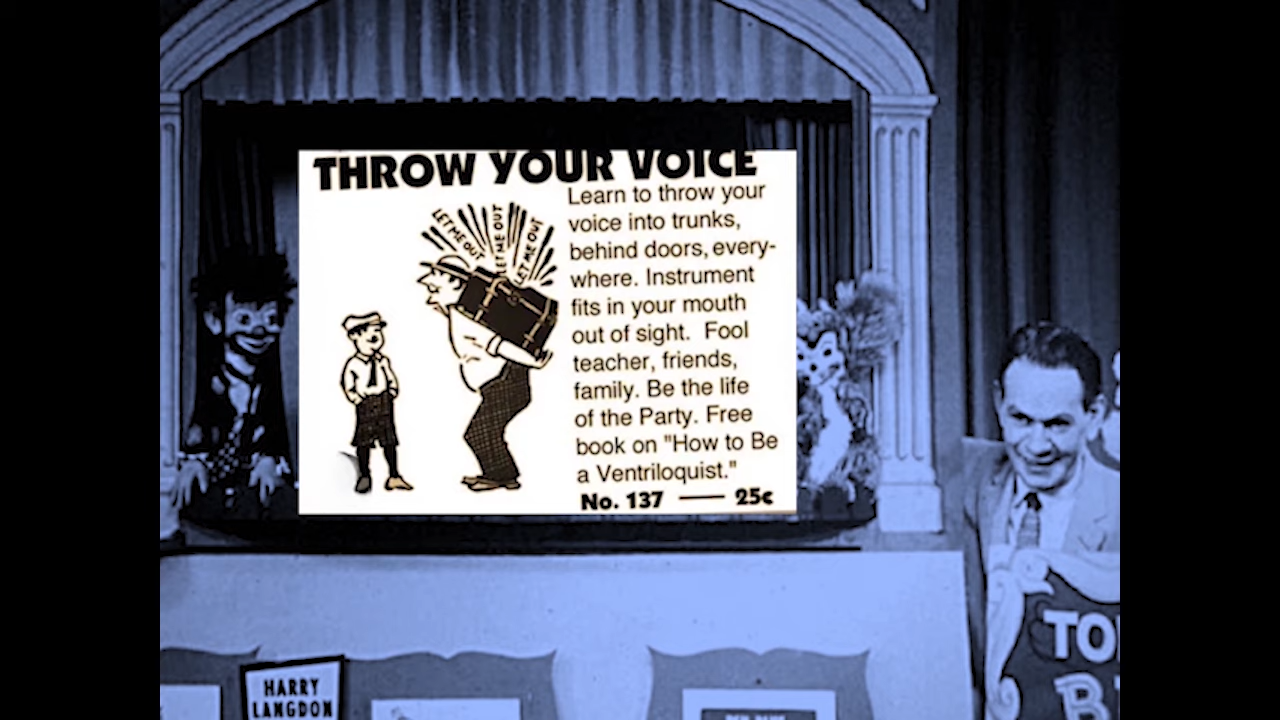 THROW YOUR VOICE
LET ME OUT
LET ME OUT
LET ME OUT
Learn to throw your
voice into trunks,
behind doors, every-
where. Instrument
fits in your mouth
out of sight. Fool
teacher, friends,
family. Be the life
of the Party. Free
book on "How to Be
a Ventriloquist."
No. 137 — 25¢
HARRY
LANGDON